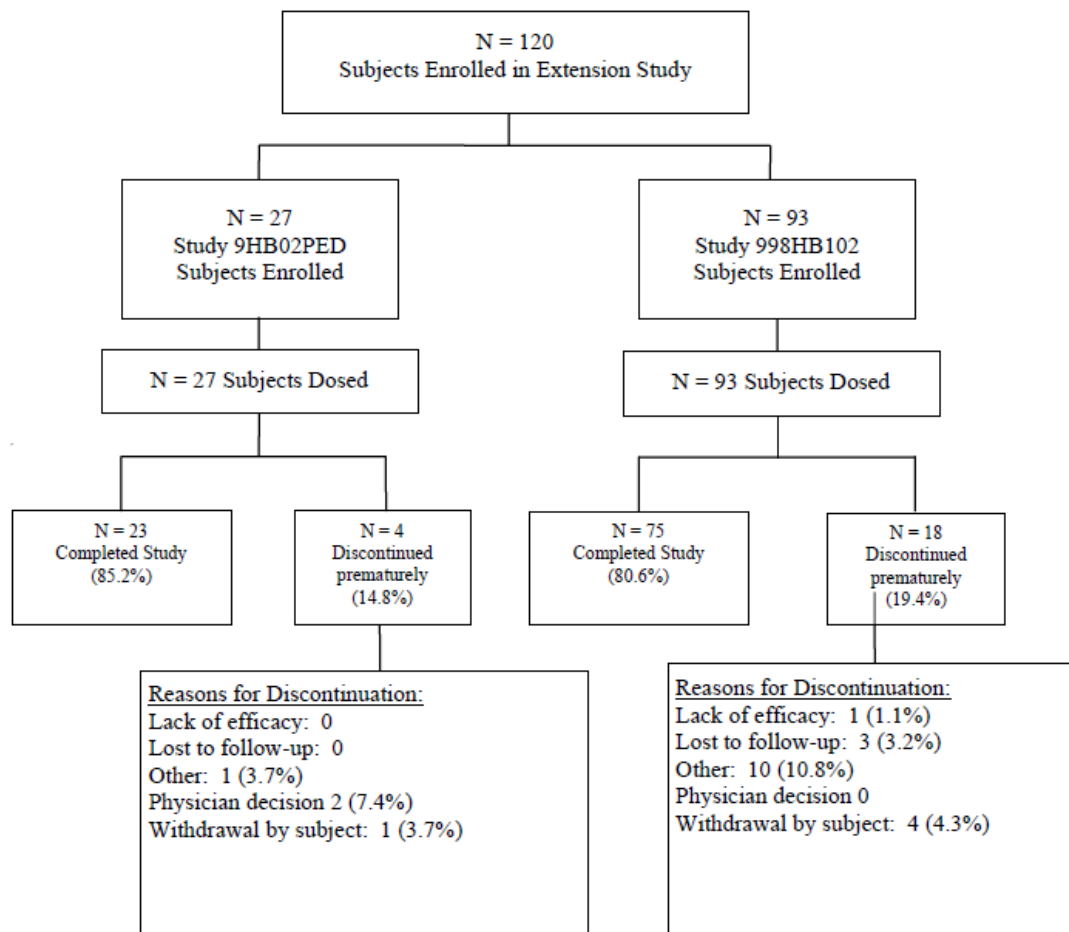 N = 120
Subjects Enrolled in Extension Study
N = 27
Study 9HB02PED
Subjects Enrolled
N = 93
Study 998HB102
Subjects Enrolled
N = 27 Subjects Dosed
N = 93 Subjects Dosed
N = 23
Completed Study
(85.2%)
N = 4
Discontinued
prematurely
(14.8%)
N = 75
Completed Study
(80.6%)
N = 18
Discontinued
prematurely
(19.4%)
Reasons for Discontinuation:
Lack of efficacy: 0
Lost to follow-up: 0
Other: 1 (3.7%)
Physician decision 2 (7.4%)
Withdrawal by subject: 1 (3.7%)
Reasons for Discontinuation:
Lack of efficacy: 1 (1.1%)
Lost to follow-up: 3 (3.2%)
Other: 10 (10.8%)
Physician decision 0
Withdrawal by subject: 4 (4.3%)